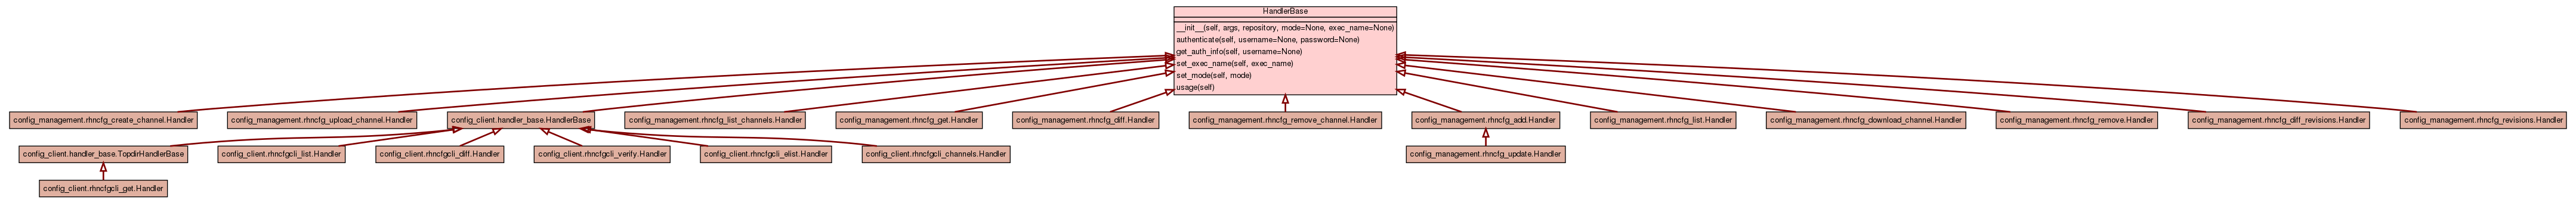 HandlerBase
__init__(self, args, repository, mode=None, exec_name=None)
authenticate(self, username=None, password=None)
get_auth_info(self, username=None)
set_exec_name(self, exec_name)
set_mode(self, mode)
usage(self)
config_management.rhncfg_create_channel.Handler
config_management.rhncfg_upload_channel.Handler
config_client.handler_base.HandlerBase
config_management.rhncfg_list_channels.Handler
config_management.rhncfg_get.Handler
config_management.rhncfg_diff.Handler
config_management.rhncfg_remove_channel.Handler
config_management.rhncfg_add.Handler
config_management.rhncfg_list.Handler
config_management.rhncfg_download_channel.Handler
config_management.rhncfg_remove.Handler
config_management.rhncfg_diff_revisions.Handler
config_management.rhncfg_revisions.Handler
config_client.handler_base.TopdirHandlerBase
config_client.rhncfgcli_list.Handler
config_client.rhncfgcli_diff.Handler
config_client.rhncfgcli_verify.Handler
config_client.rhncfgcli_elist.Handler
config_client.rhncfgcli_channels.Handler
config_management.rhncfg_update.Handler
config_client.rhncfgcli_get.Handler